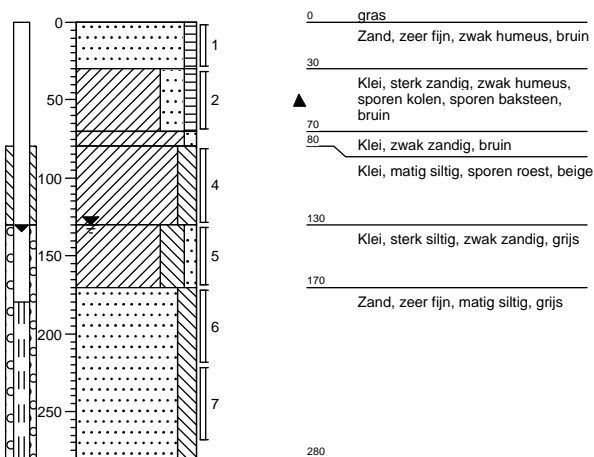 0
50
100
150
200
250
1
2
4
5
6
7
0 gras
Zand, zeer fijn, zwak humeus, bruin
30
Klei, sterk zandig, zwak humeus,
sporen kolen, sporen baksteen,
bruin
70
80 Klei, zwak zandig, bruin
Klei, matig siltig, sporen roest, beige
130
Klei, sterk siltig, zwak zandig, grijs
170
Zand, zeer fijn, matig siltig, grijs
280